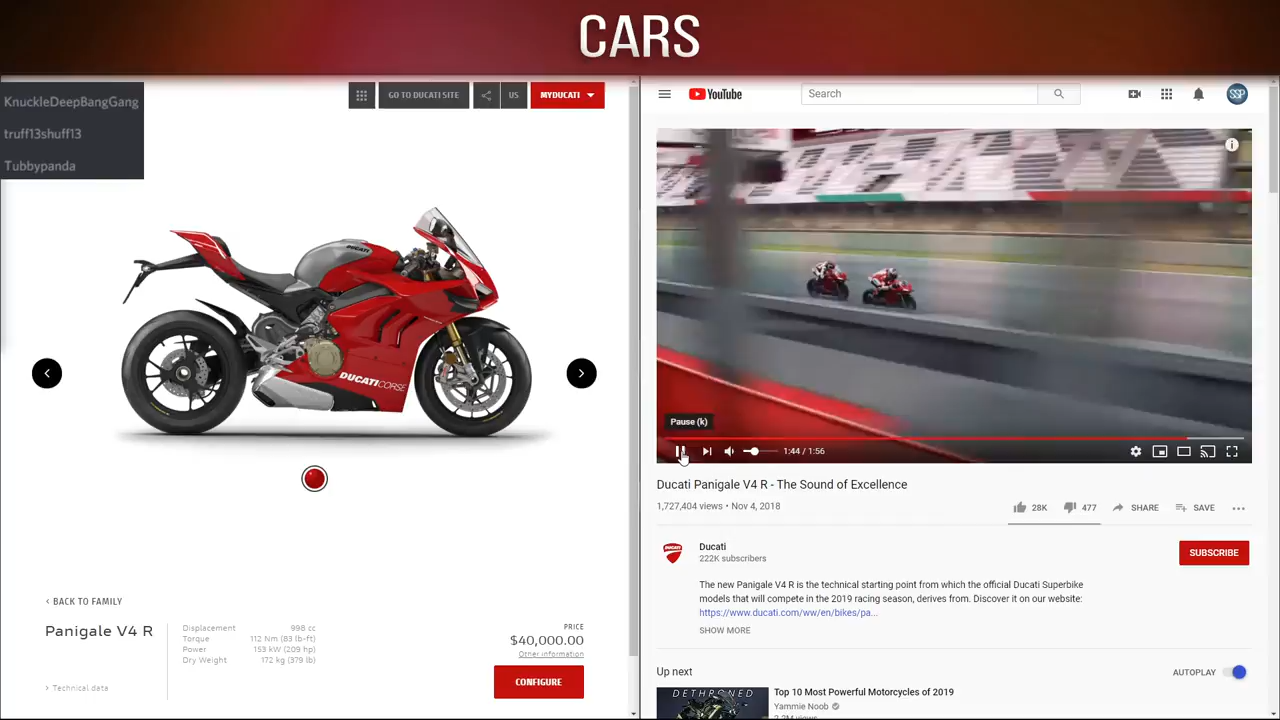 CARS
KnuckleDeepBangGang
truff13shuff13
Tubbypanda
GO TO DUCATI SITE
US
MYDUCATI
DUCATI
DUCATICORSE
BACK TO FAMILY
Panigale V4 R
Displacement 998 cc
Torque 112 Nm (83 lb-ft)
Power 153 kW (209 hp)
Dry Weight 172 kg (379 lb)
PRICE
$40,000.00
Other information
Technical data
CONFIGURE
YouTube
Search
SSP
Pause (k)
1:44 / 1:56
Ducati Panigale V4 R - The Sound of Excellence
1,727,404 views • Nov 4, 2018
28K
477
SHARE
SAVE
Ducati
222K subscribers
SUBSCRIBE
The new Panigale V4 R is the technical starting point from which the official Ducati Superbike
models that will compete in the 2019 racing season, derives from. Discover it on our website:
https://www.ducati.com/ww/en/bikes/pa...
SHOW MORE
Up next
AUTOPLAY
DETHRONED
Top 10 Most Powerful Motorcycles of 2019
Yammie Noob
2.2M views